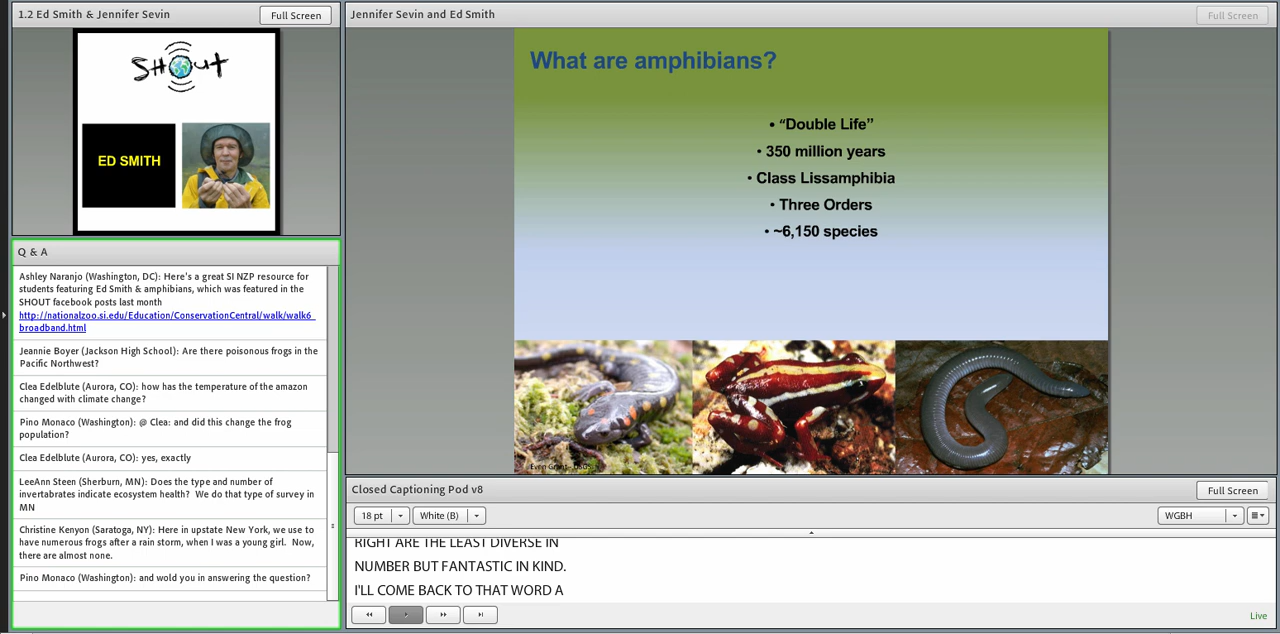 1.2 Ed Smith & Jennifer Sevin
Full Screen
SHOUT
ED SMITH
Q & A
Ashley Naranjo (Washington, DC): Here's a great SI NZP resource for
students featuring Ed Smith & amphibians, which was featured in the
SHOUT facebook posts last month
http://nationalzoo.si.edu/Education/ConservationCentral/walk/walk6_
broadband.html
Jeannie Boyer (Jackson High School): Are there poisonous frogs in the
Pacific Northwest?
Clea Edelblute (Aurora, CO): how has the temperature of the amazon
changed with climate change?
Pino Monaco (Washington): @ Clea: and did this change the frog
population?
Clea Edelblute (Aurora, CO): yes, exactly
LeeAnn Steen (Sherburn, MN): Does the type and number of
invertabrates indicate ecosystem health? We do that type of survey in
MN
Christine Kenyon (Saratoga, NY): Here in upstate New York, we use to
have numerous frogs after a rain storm, when I was a young girl. Now,
there are almost none.
Pino Monaco (Washington): and wold you in answering the question?
Jennifer Sevin and Ed Smith
Full Screen
What are amphibians?
• “Double Life”
• 350 million years
• Class Lissamphibia
• Three Orders
• ~6,150 species
Closed Captioning Pod v8
Full Screen
18 pt
White (B)
WGBH
RIGHT ARE THE LEAST DIVERSE IN
NUMBER BUT FANTASTIC IN KIND.
I'LL COME BACK TO THAT WORD A
Live